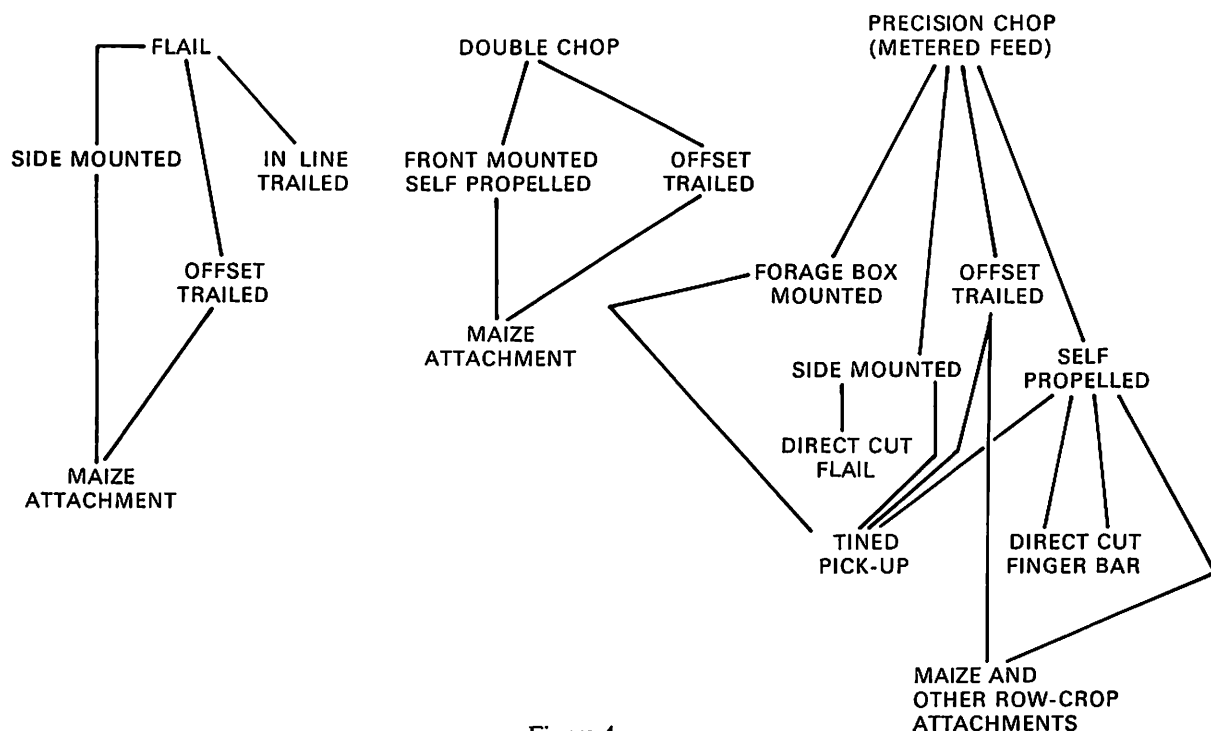 FLAIL
SIDE MOUNTED
IN LINE
TRAILED
OFFSET
TRAILED
MAIZE
ATTACHMENT
DOUBLE CHOP
FRONT MOUNTED
SELF PROPELLED
OFFSET
TRAILED
MAIZE
ATTACHMENT
PRECISION CHOP
(METERED FEED)
FORAGE BOX
MOUNTED
OFFSET
TRAILED
SIDE MOUNTED
SELF
PROPELLED
DIRECT CUT
FLAIL
TINED
PICK-UP
DIRECT CUT
FINGER BAR
MAIZE AND
OTHER ROW-CROP
ATTACHMENTS